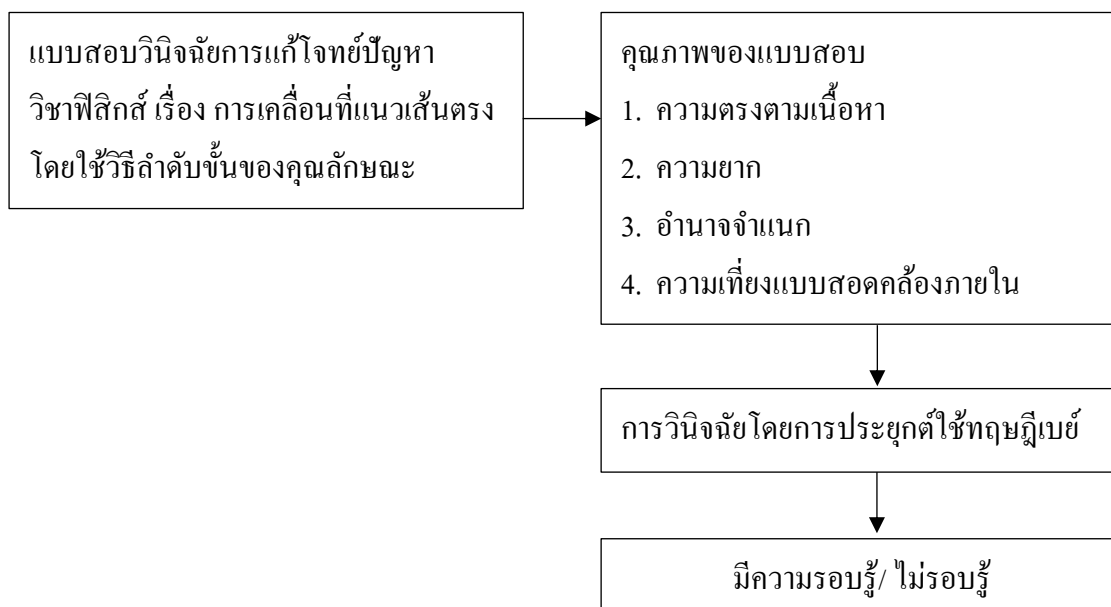 แบบสอบวินิจฉัยการแก้โจทย์ปัญหา
วิชาฟิสิกส์ เรื่อง การเคลื่อนที่แนวเส้นตรง
โดยใช้วิธีลำดับขั้นของคุณลักษณะ
คุณภาพของแบบสอบ
1. ความตรงตามเนื้อหา
2. ความยาก
3. อำนาจจำแนก
4. ความเที่ยงแบบสอดคล้องภายใน
การวินิจฉัยโดยการประยุกต์ใช้ทฤษฎีเบย์
มีความรอบรู้/ ไม่รอบรู้